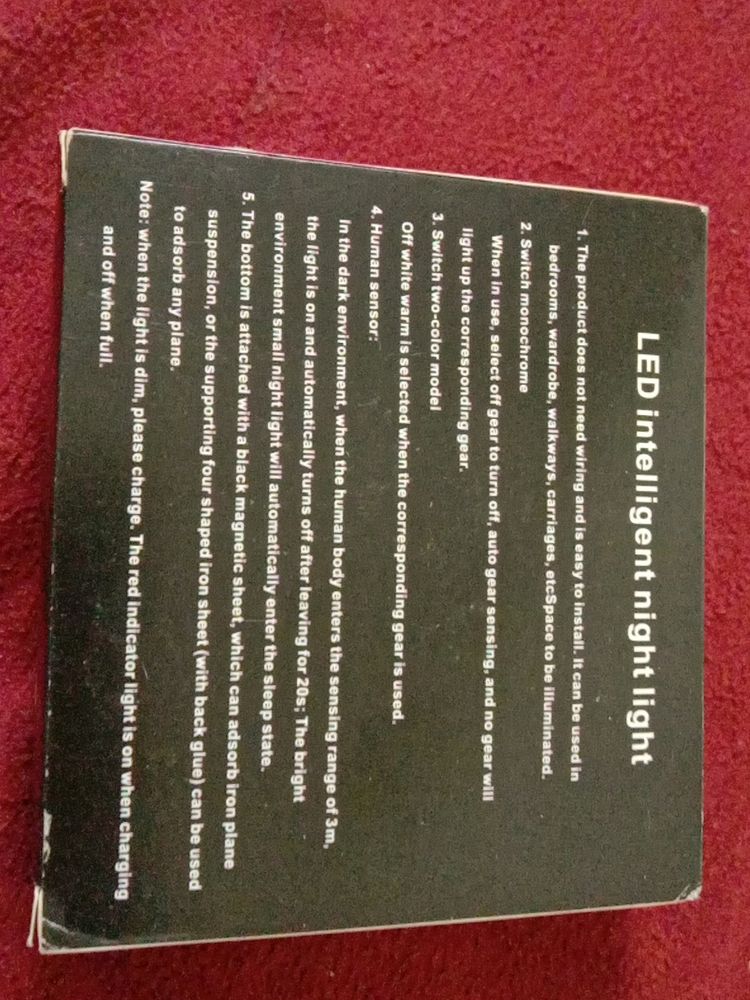 LED intelligent night light
1. The product does not need wiring and is easy to install. It can be used in
bedrooms, wardrobe, walkways, carriages, etcSpace to be illuminated.
2. Switch monochrome
When in use, select off gear to turn off, auto gear sensing, and no gear will
light up the corresponding gear.
3. Switch two-color model
Off white warm is selected when the corresponding gear is used.
4. Human sensor:
In the dark environment, when the human body enters the sensing range of 3m,
the light is on and automatically turns off after leaving for 20s; The bright
environment small night light will automatically enter the sleep state.
5. The bottom is attached with a black magnetic sheet, which can adsorb iron plane
suspension, or the supporting four shaped iron sheet (with back glue) can be used
to adsorb any plane.
Note: when the light is dim, please charge. The red indicator light is on when charging
and off when full.